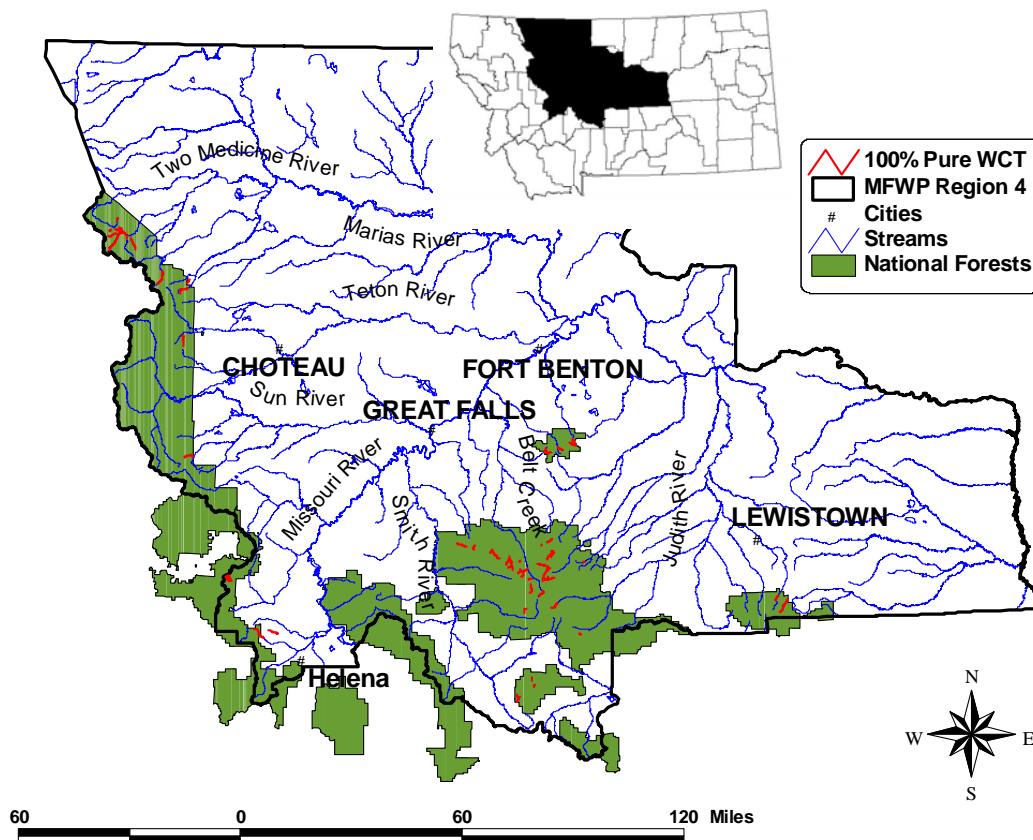 100% Pure WCT
MFWP Region 4
# Cities
Streams
National Forests
Two Medicine River
Marias River
Teton River
#
#
CHOTEAU
FORT BENTON
Sun River
GREAT FALLS
#
Missouri River
Smith River
Belt Creek
Judith River
LEWISTOWN
#
#
Helena
N
W
E
S
60
0
60
120 Miles